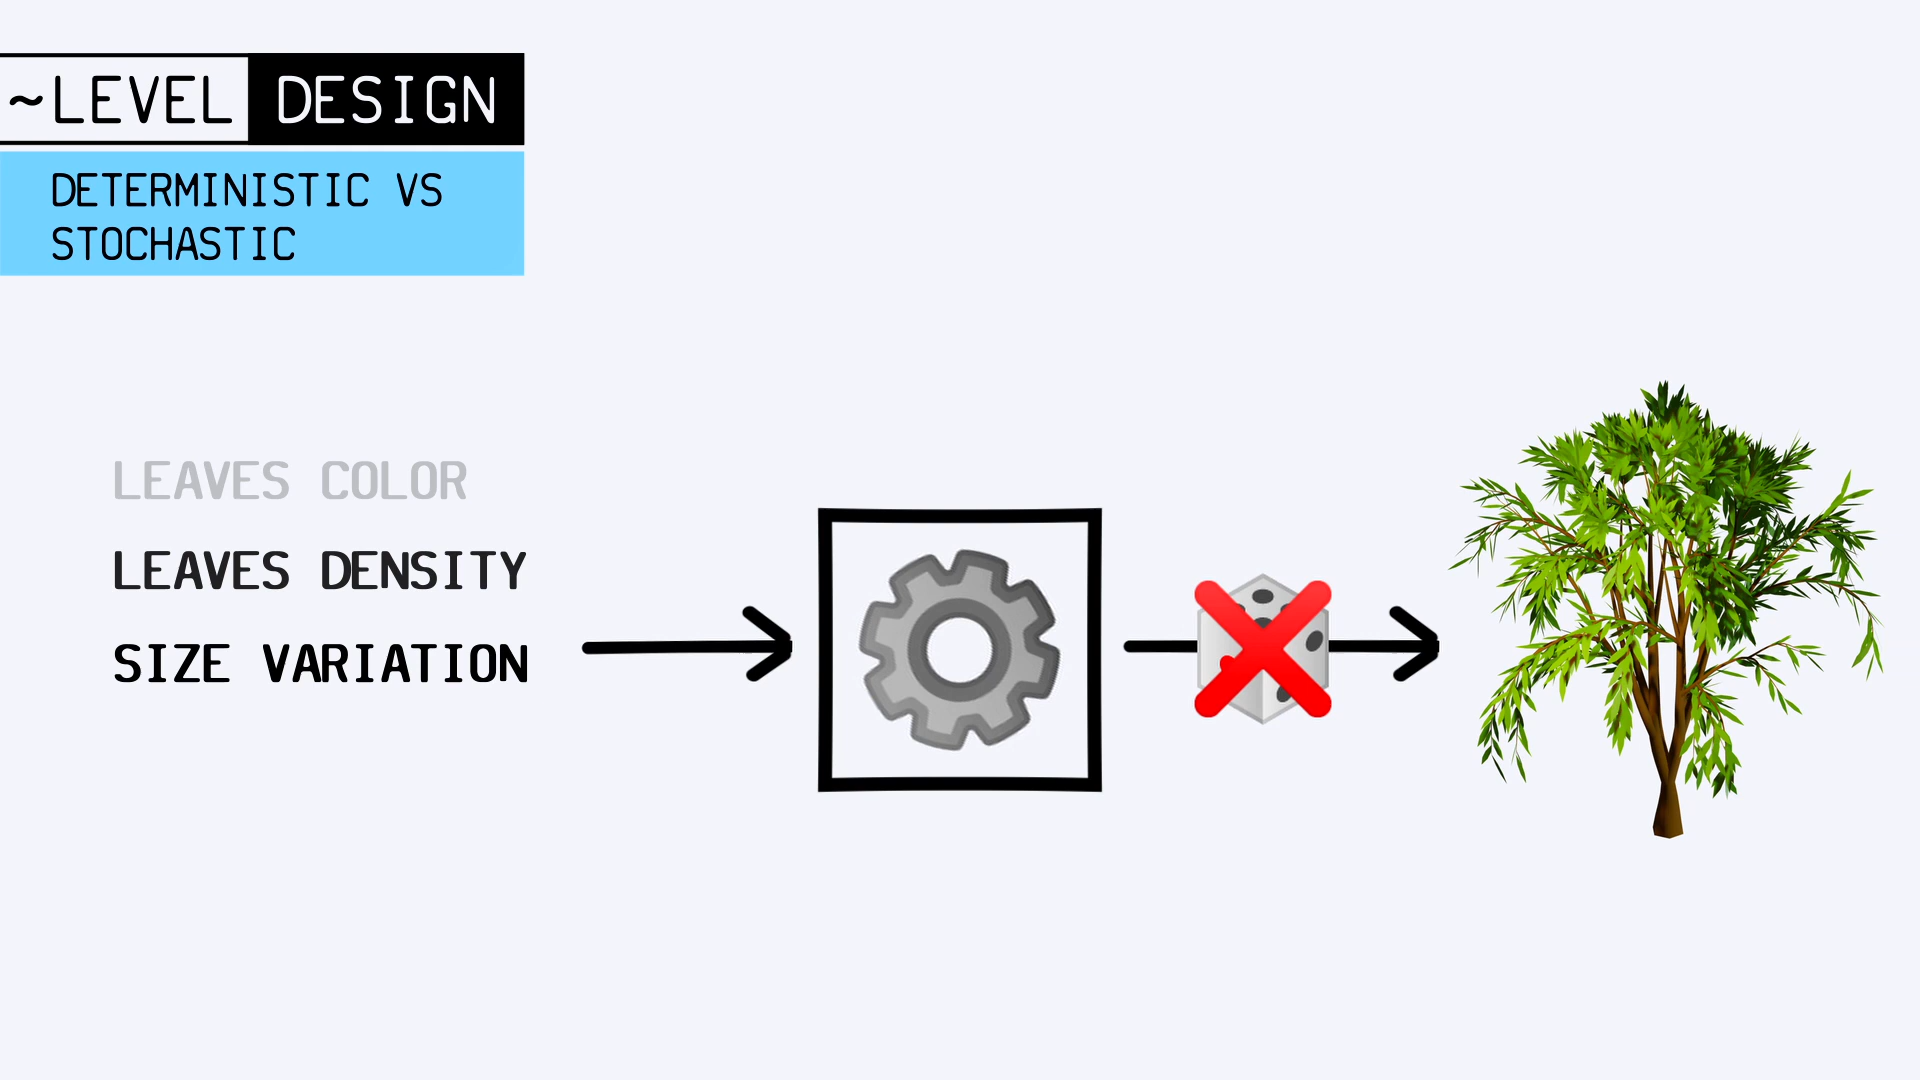 ~LEVEL DESIGN
DETERMINISTIC VS
STOCHASTIC
LEAVES COLOR
LEAVES DENSITY
SIZE VARIATION